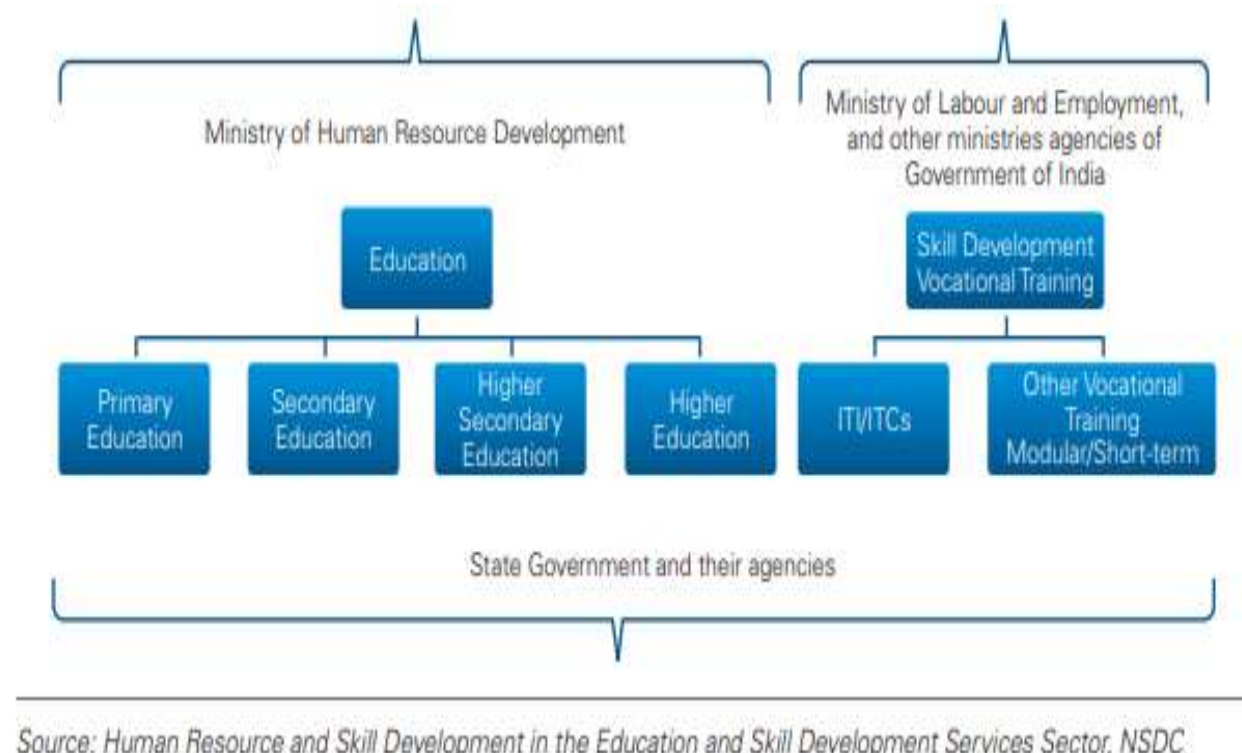 Ministry of Human Resource Development
Ministry of Labour and Employment,
and other ministries agencies of
Government of India
Education
Skill Development
Vocational Training
Primary
Education
Secondary
Education
Higher
Secondary
Education
Higher
Education
ITI/ITCs
Other Vocational
Training
Modular/Short-term
State Government and their agencies
Source: Human Resource and Skill Development in the Education and Skill Development Services Sector, NSDC